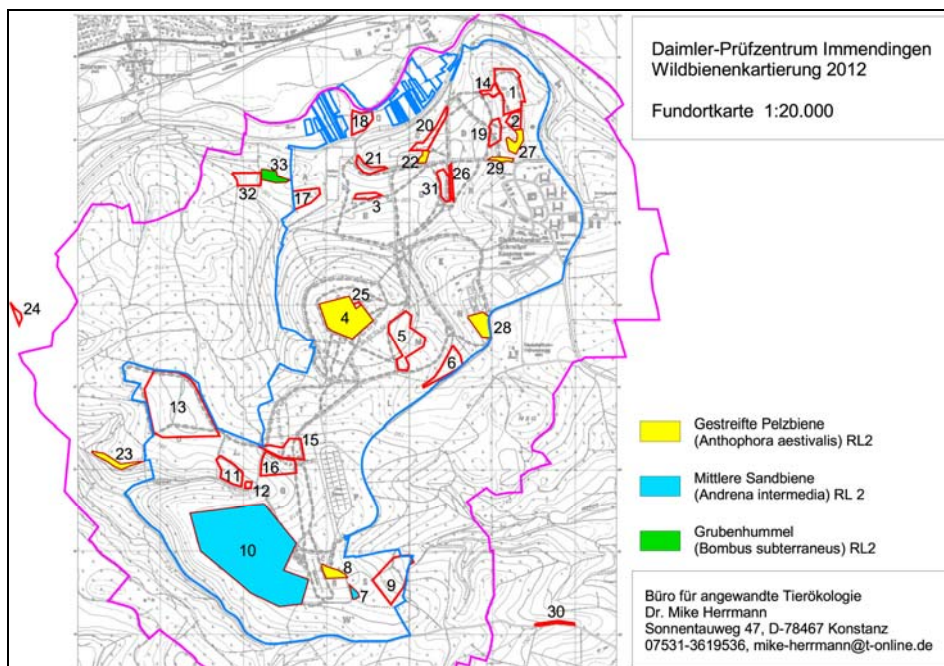 Daimler-Prüfzentrum Immendingen
Wildbienenkartierung 2012
Fundortkarte 1:20.000
14
1
18
20
19
2
27
21
22
29
33
26
32
31
17
3
24
25
4
5
28
6
13
Gestreifte Pelzbiene
(Anthophora aestivalis) RL2
15
23
16
11
12
Mittlere Sandbiene
(Andrena intermedia) RL 2
10
Grubenhummel
(Bombus subterraneus) RL2
8
9
7
30
Büro für angewandte Tierökologie
Dr. Mike Herrmann
Sonnentauweg 47, D-78467 Konstanz
07531-3619536, mike-herrmann@t-online.de